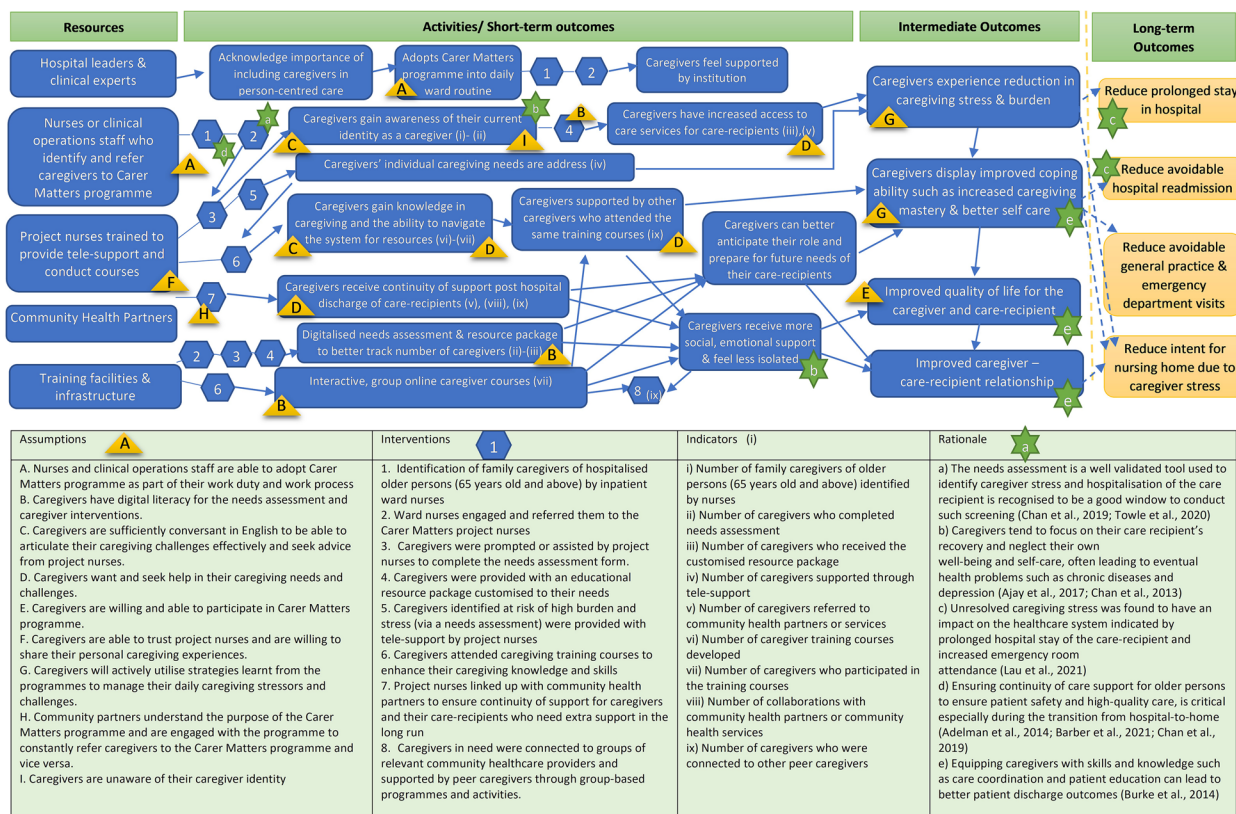 Resources
Activities/ Short-term outcomes
Intermediate Outcomes
Long-term
Outcomes
Hospital leaders &
clinical experts
Acknowledge importance of
including caregivers in
person-centred care
Adopts Carer Matters
programme into daily
ward routine
A
1
2
Caregivers feel supported
by institution
Nurses or clinical
operations staff who
identify and refer
caregivers to Carer
Matters programme
A
1
d
2
a
Caregivers gain awareness of their current
identity as a caregiver (i)- (ii)
C
I
b
B
4
Caregivers have increased access to
care services for care-recipients (iii),(v)
D
Caregivers' individual caregiving needs are address (iv)
5
3
Project nurses trained to
provide tele-support and
conduct courses
F
6
Caregivers gain knowledge in
caregiving and the ability to navigate
the system for resources (vi)-(vii)
C
D
Caregivers supported by other
caregivers who attended the
same training courses (ix)
D
Caregivers can better
anticipate their role and
prepare for future needs of
their care-recipients
7
H
Caregivers receive continuity of support post hospital
discharge of care-recipients (v), (viii), (ix)
D
Community Health Partners
Digitalised needs assessment & resource package
to better track number of caregivers (ii)-(iii)
B
2
3
4
Training facilities &
infrastructure
6
Interactive, group online caregiver courses (vii)
B
Caregivers receive more
social, emotional support
& feel less isolated
b
8 (ix)
Caregivers experience reduction in
caregiving stress & burden
G
Caregivers display improved coping
ability such as increased caregiving
mastery & better self care
G
e
Improved quality of life for the
caregiver and care-recipient
E
e
Improved caregiver –
care-recipient relationship
e
Reduce prolonged stay
in hospital
c
Reduce avoidable
hospital readmission
c
Reduce avoidable
general practice &
emergency
department visits
Reduce intent for
nursing home due to
caregiver stress
Assumptions
A
A. Nurses and clinical operations staff are able to adopt Carer
Matters programme as part of their work duty and work process
B. Caregivers have digital literacy for the needs assessment and
caregiver interventions.
C. Caregivers are sufficiently conversant in English to be able to
articulate their caregiving challenges effectively and seek advice
from project nurses.
D. Caregivers want and seek help in their caregiving needs and
challenges.
E. Caregivers are willing and able to participate in Carer Matters
programme.
F. Caregivers are able to trust project nurses and are willing to
share their personal caregiving experiences.
G. Caregivers will actively utilise strategies learnt from the
programmes to manage their daily caregiving stressors and
challenges.
H. Community partners understand the purpose of the Carer
Matters programme and are engaged with the programme to
constantly refer caregivers to the Carer Matters programme and
vice versa.
I. Caregivers are unaware of their caregiver identity
Interventions
1
1. Identification of family caregivers of hospitalised
older persons (65 years old and above) by inpatient
ward nurses
2. Ward nurses engaged and referred them to the
Carer Matters project nurses
3. Caregivers were prompted or assisted by project
nurses to complete the needs assessment form.
4. Caregivers were provided with an educational
resource package customised to their needs
5. Caregivers identified at risk of high burden and
stress (via a needs assessment) were provided with
tele-support by project nurses
6. Caregivers attended caregiving training courses to
enhance their caregiving knowledge and skills
7. Project nurses linked up with community health
partners to ensure continuity of support for caregivers
and their care-recipients who need extra support in the
long run
8. Caregivers in need were connected to groups of
relevant community healthcare providers and
supported by peer caregivers through group-based
programmes and activities.
Indicators (i)
i) Number of family caregivers of older
persons (65 years old and above) identified
by nurses
ii) Number of caregivers who completed
needs assessment
iii) Number of caregivers who received the
customised resource package
iv) Number of caregivers supported through
tele-support
v) Number of caregivers referred to
community health partners or services
vi) Number of caregiver training courses
developed
vii) Number of caregivers who participated in
the training courses
viii) Number of collaborations with
community health partners or community
health services
ix) Number of caregivers who were
connected to other peer caregivers
Rationale
a
a) The needs assessment is a well validated tool used to
identify caregiver stress and hospitalisation of the care
recipient is recognised to be a good window to conduct
such screening (Chan et al., 2019; Towle et al., 2020)
b) Caregivers tend to focus on their care recipient's
recovery and neglect their own
well-being and self-care, often leading to eventual
health problems such as chronic diseases and
depression (Ajay et al., 2017; Chan et al., 2013)
c) Unresolved caregiving stress was found to have an
impact on the healthcare system indicated by
prolonged hospital stay of the care-recipient and
increased emergency room
attendance (Lau et al., 2021)
d) Ensuring continuity of care support for older persons
to ensure patient safety and high-quality care, is critical
especially during the transition from hospital-to-home
(Adelman et al., 2014; Barber et al., 2021; Chan et al.,
2019)
e) Equipping caregivers with skills and knowledge such
as care coordination and patient education can lead to
better patient discharge outcomes (Burke et al., 2014)